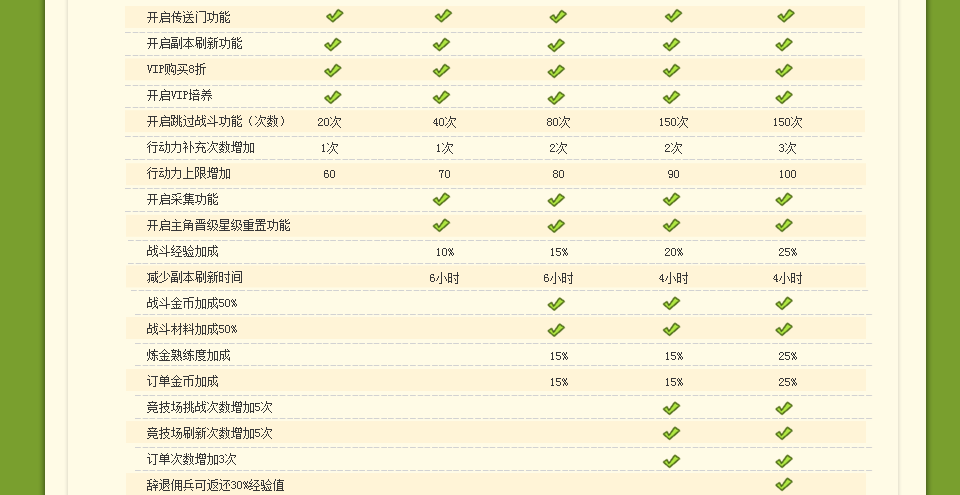 开启传送门功能
开启副本刷新功能
VIP购买8折
开启VIP培养
开启跳过战斗功能（次数） 20次 40次 80次 150次 150次
行动力补充次数增加 1次 1次 2次 2次 3次
行动力上限增加 60 70 80 90 100
开启采集功能
开启主角晋级星级重置功能
战斗经验加成 10% 15% 20% 25%
减少副本刷新时间 6小时 6小时 4小时 4小时
战斗金币加成50%
战斗材料加成50%
炼金熟练度加成 15% 15% 25%
订单金币加成 15% 15% 25%
竞技场挑战次数增加5次
竞技场刷新次数增加5次
订单次数增加3次
辞退佣兵可返还30%经验值